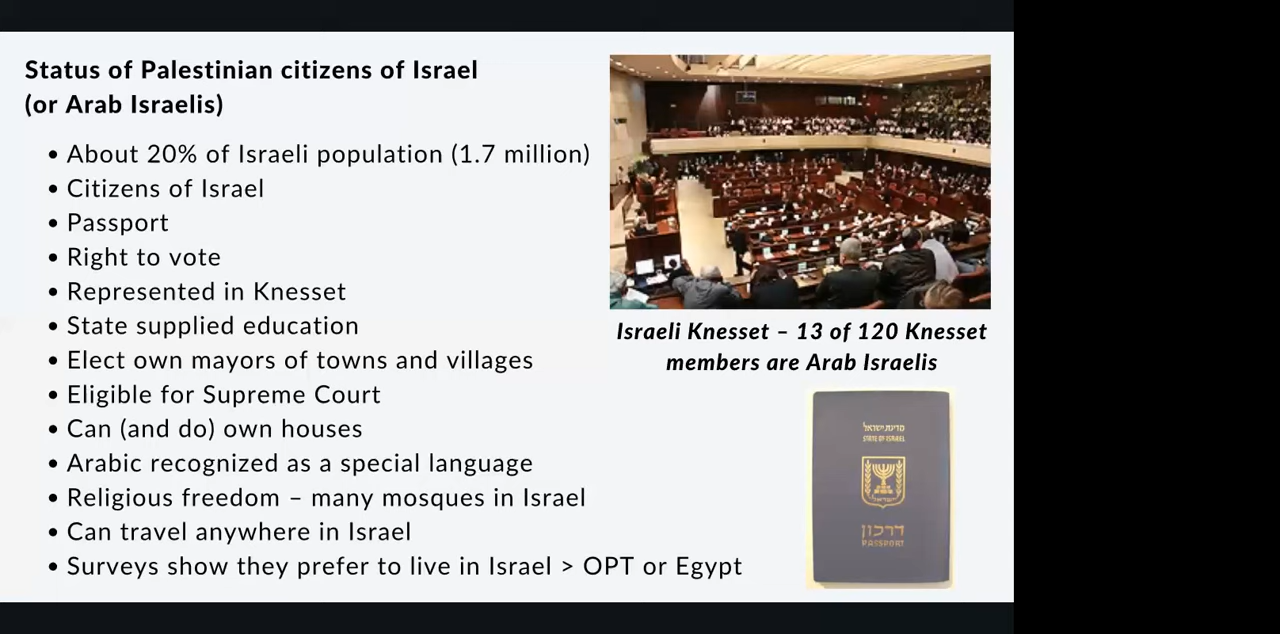 Status of Palestinian citizens of Israel
(or Arab Israelis)
• About 20% of Israeli population (1.7 million)
• Citizens of Israel
• Passport
• Right to vote
• Represented in Knesset
• State supplied education
• Elect own mayors of towns and villages
• Eligible for Supreme Court
• Can (and do) own houses
• Arabic recognized as a special language
• Religious freedom – many mosques in Israel
• Can travel anywhere in Israel
• Surveys show they prefer to live in Israel > OPT or Egypt
Israeli Knesset – 13 of 120 Knesset
members are Arab Israelis
מדינת ישראל
STATE OF ISRAEL
דרכון
PASSPORT